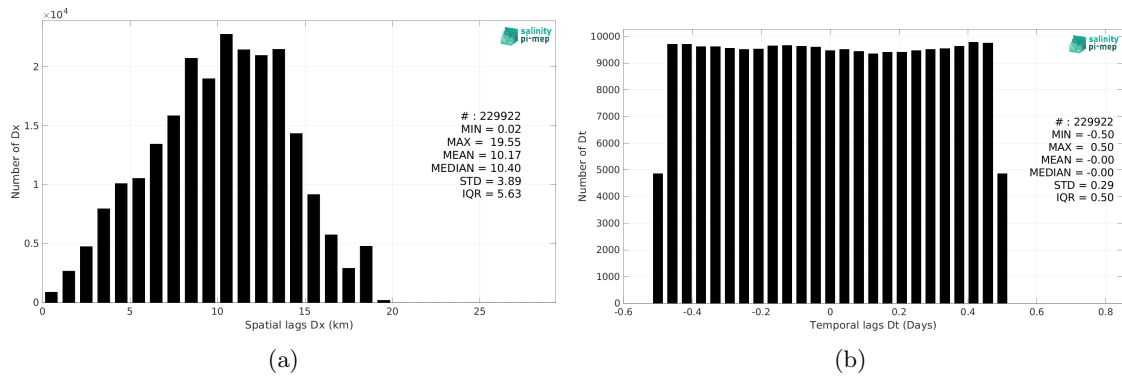 ×10⁴
salinity
pi-mep
2
1.5
1
0.5
0
Number of Dx
# : 229922
MIN = 0.02
MAX = 19.55
MEAN = 10.17
MEDIAN = 10.40
STD = 3.89
IQR = 5.63
0 5 10 15 20 25
Spatial lags Dx (km)
(a)
salinity
pi-mep
10000
9000
8000
7000
6000
5000
4000
3000
2000
1000
0
Number of Dt
# : 229922
MIN = -0.50
MAX = 0.50
MEAN = -0.00
MEDIAN = -0.00
STD = 0.29
IQR = 0.50
-0.6 -0.4 -0.2 0 0.2 0.4 0.6 0.8
Temporal lags Dt (Days)
(b)